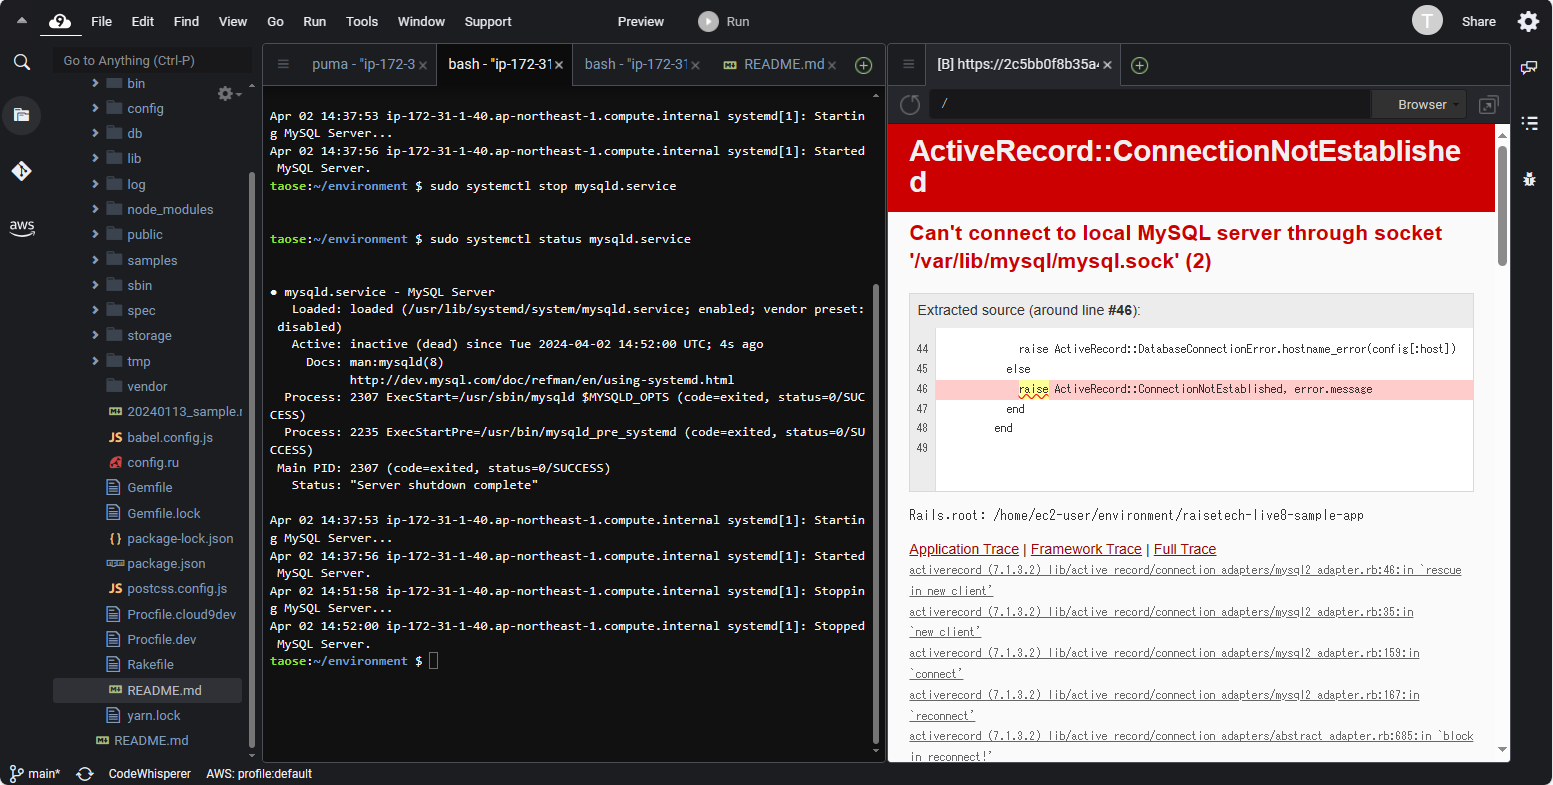 File Edit Find View Go Run Tools Window Support Preview Run T Share
Go to Anything (Ctrl-P)
bin
config
db
lib
log
node_modules
public
samples
sbin
spec
storage
tmp
vendor
20240113_sample.r
babel.config.js
config.ru
Gemfile
Gemfile.lock
package-lock.json
package.json
postcss.config.js
Procfile.cloud9dev
Procfile.dev
Rakefile
README.md
yarn.lock
README.md
aws
puma - "ip-172-3 bash - "ip-172-31 bash - "ip-172-31 README.md
Apr 02 14:37:53 ip-172-31-1-40.ap-northeast-1.compute.internal systemd[1]: Startin
g MySQL Server...
Apr 02 14:37:56 ip-172-31-1-40.ap-northeast-1.compute.internal systemd[1]: Started
MySQL Server.
taose:~/environment $ sudo systemctl stop mysqld.service
taose:~/environment $ sudo systemctl status mysqld.service
● mysqld.service - MySQL Server
Loaded: loaded (/usr/lib/systemd/system/mysqld.service; enabled; vendor preset:
disabled)
Active: inactive (dead) since Tue 2024-04-02 14:52:00 UTC; 4s ago
Docs: man:mysqld(8)
http://dev.mysql.com/doc/refman/en/using-systemd.html
Process: 2307 ExecStart=/usr/sbin/mysqld $MYSQLD_OPTS (code=exited, status=0/SUC
CESS)
Process: 2235 ExecStartPre=/usr/bin/mysqld_pre_systemd (code=exited, status=0/SU
CCESS)
Main PID: 2307 (code=exited, status=0/SUCCESS)
Status: "Server shutdown complete"
Apr 02 14:37:53 ip-172-31-1-40.ap-northeast-1.compute.internal systemd[1]: Startin
g MySQL Server...
Apr 02 14:37:56 ip-172-31-1-40.ap-northeast-1.compute.internal systemd[1]: Started
MySQL Server.
Apr 02 14:51:58 ip-172-31-1-40.ap-northeast-1.compute.internal systemd[1]: Stoppin
g MySQL Server...
Apr 02 14:52:00 ip-172-31-1-40.ap-northeast-1.compute.internal systemd[1]: Stopped
MySQL Server.
taose:~/environment $
[B] https://2c5bb0f8b35a4
/ Browser
ActiveRecord::ConnectionNotEstablishe
d
Can't connect to local MySQL server through socket
'/var/lib/mysql/mysql.sock' (2)
Extracted source (around line #46):
44 raise ActiveRecord::DatabaseConnectionError.hostname_error(config[:host])
45 else
46 raise ActiveRecord::ConnectionNotEstablished, error.message
47 end
48 end
49
Rails.root: /home/ec2-user/environment/raisetech-live8-sample-app
Application Trace | Framework Trace | Full Trace
activerecord (7.1.3.2) lib/active_record/connection_adapters/mysql2_adapter.rb:46:in `rescue
in new_client'
activerecord (7.1.3.2) lib/active_record/connection_adapters/mysql2_adapter.rb:35:in
`new_client'
activerecord (7.1.3.2) lib/active_record/connection_adapters/mysql2_adapter.rb:159:in
`connect'
activerecord (7.1.3.2) lib/active_record/connection_adapters/mysql2_adapter.rb:167:in
`reconnect'
activerecord (7.1.3.2) lib/active_record/connection_adapters/abstract_adapter.rb:685:in `block
in reconnect!'
main* CodeWhisperer AWS: profile:default